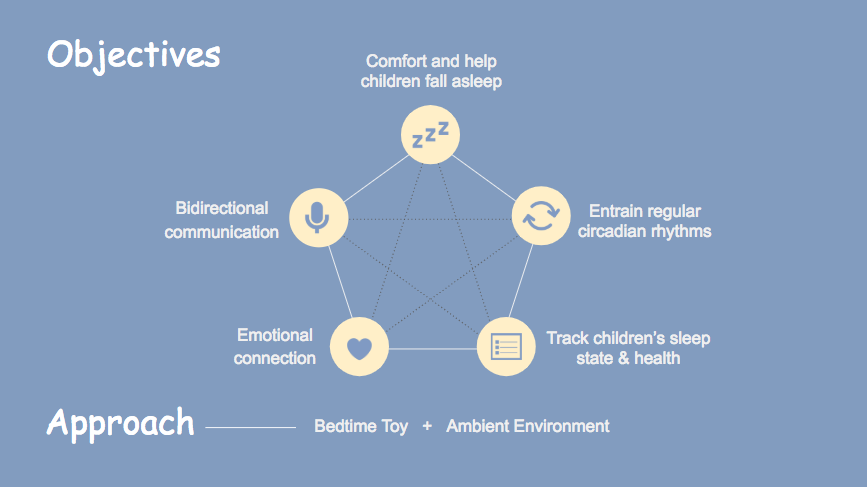 Objectives
Comfort and help
children fall asleep
zzz
Bidirectional
communication
Entrain regular
circadian rhythms
Emotional
connection
Track children's sleep
state & health
Approach
Bedtime Toy + Ambient Environment